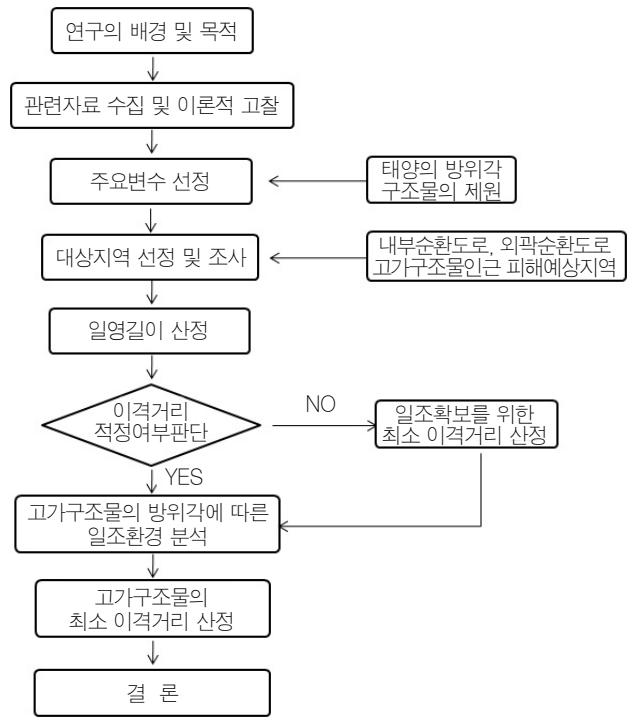 연구의 배경 및 목적
관련자료 수집 및 이론적 고찰
주요변수 선정
태양의 방위각
구조물의 제원
대상지역 선정 및 조사
내부순환도로, 외곽순환도로
고가구조물인근 피해예상지역
일영길이 산정
이격거리
적정여부판단
NO
일조확보를 위한
최소 이격거리 산정
YES
고가구조물의 방위각에 따른
일조환경 분석
고가구조물의
최소 이격거리 산정
결 론